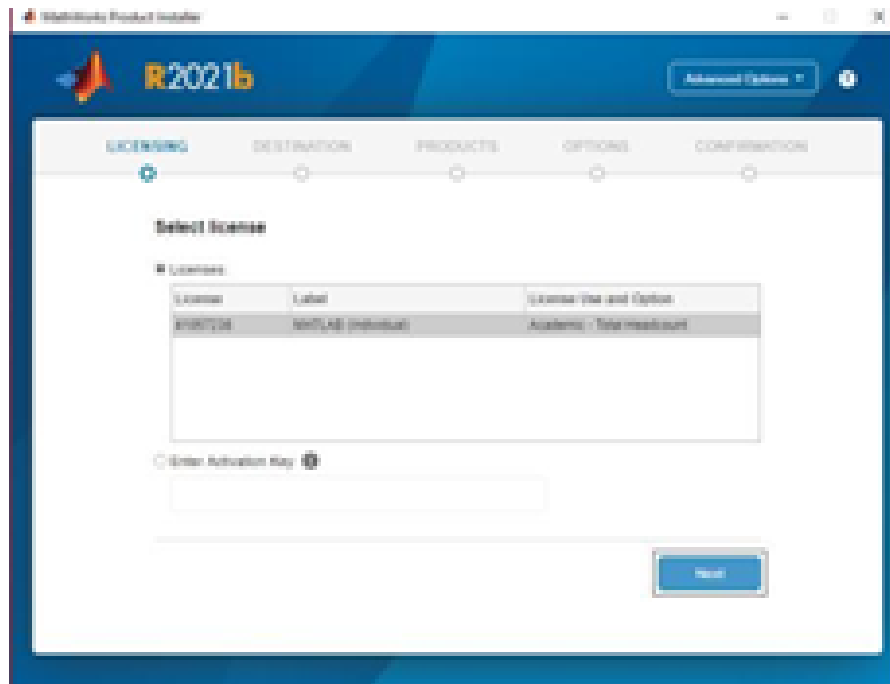 MathWorks Product Installer
R2021b
Advanced Options
LICENSING DESTINATION PRODUCTS OPTIONS CONFIRMATION
Select license
Licenses
License Label License Use and Option
MATLAB (Individual) Academic - Total Headcount
Enter Activation Key
Next